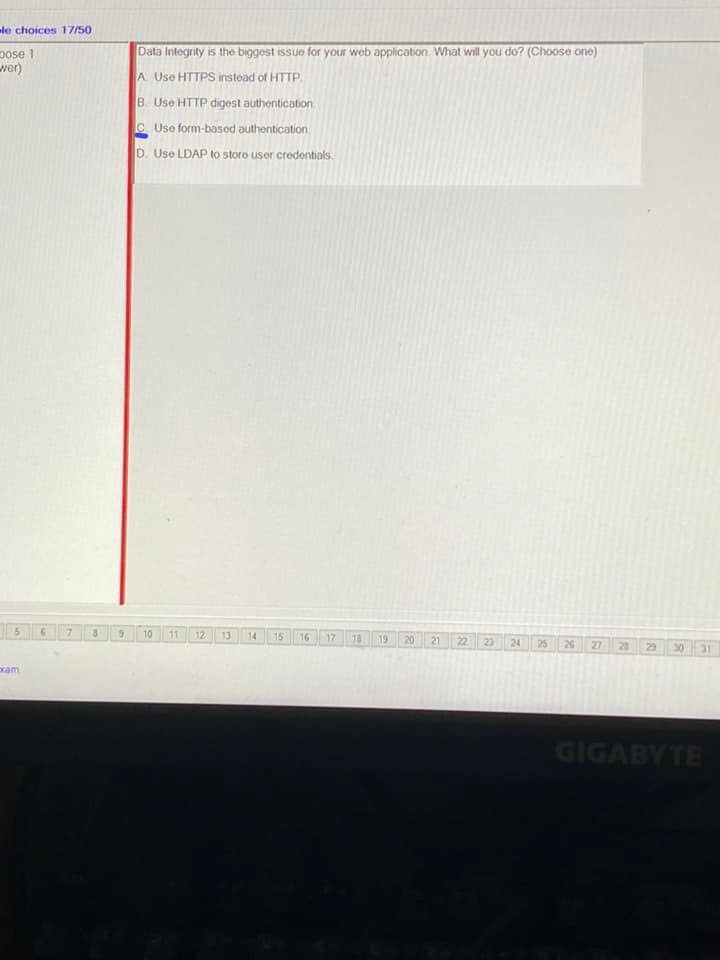 le choices 17/50
oose 1
wer)
Data Integrity is the biggest issue for your web application. What will you do? (Choose one)
A. Use HTTPS instead of HTTP.
B. Use HTTP digest authentication.
C. Use form-based authentication.
D. Use LDAP to store user credentials.
5 6 7 8 9 10 11 12 13 14 15 16 17 18 19 20 21 22 23 24 25 26 27 28 29 30 31
xam
GIGABYTE